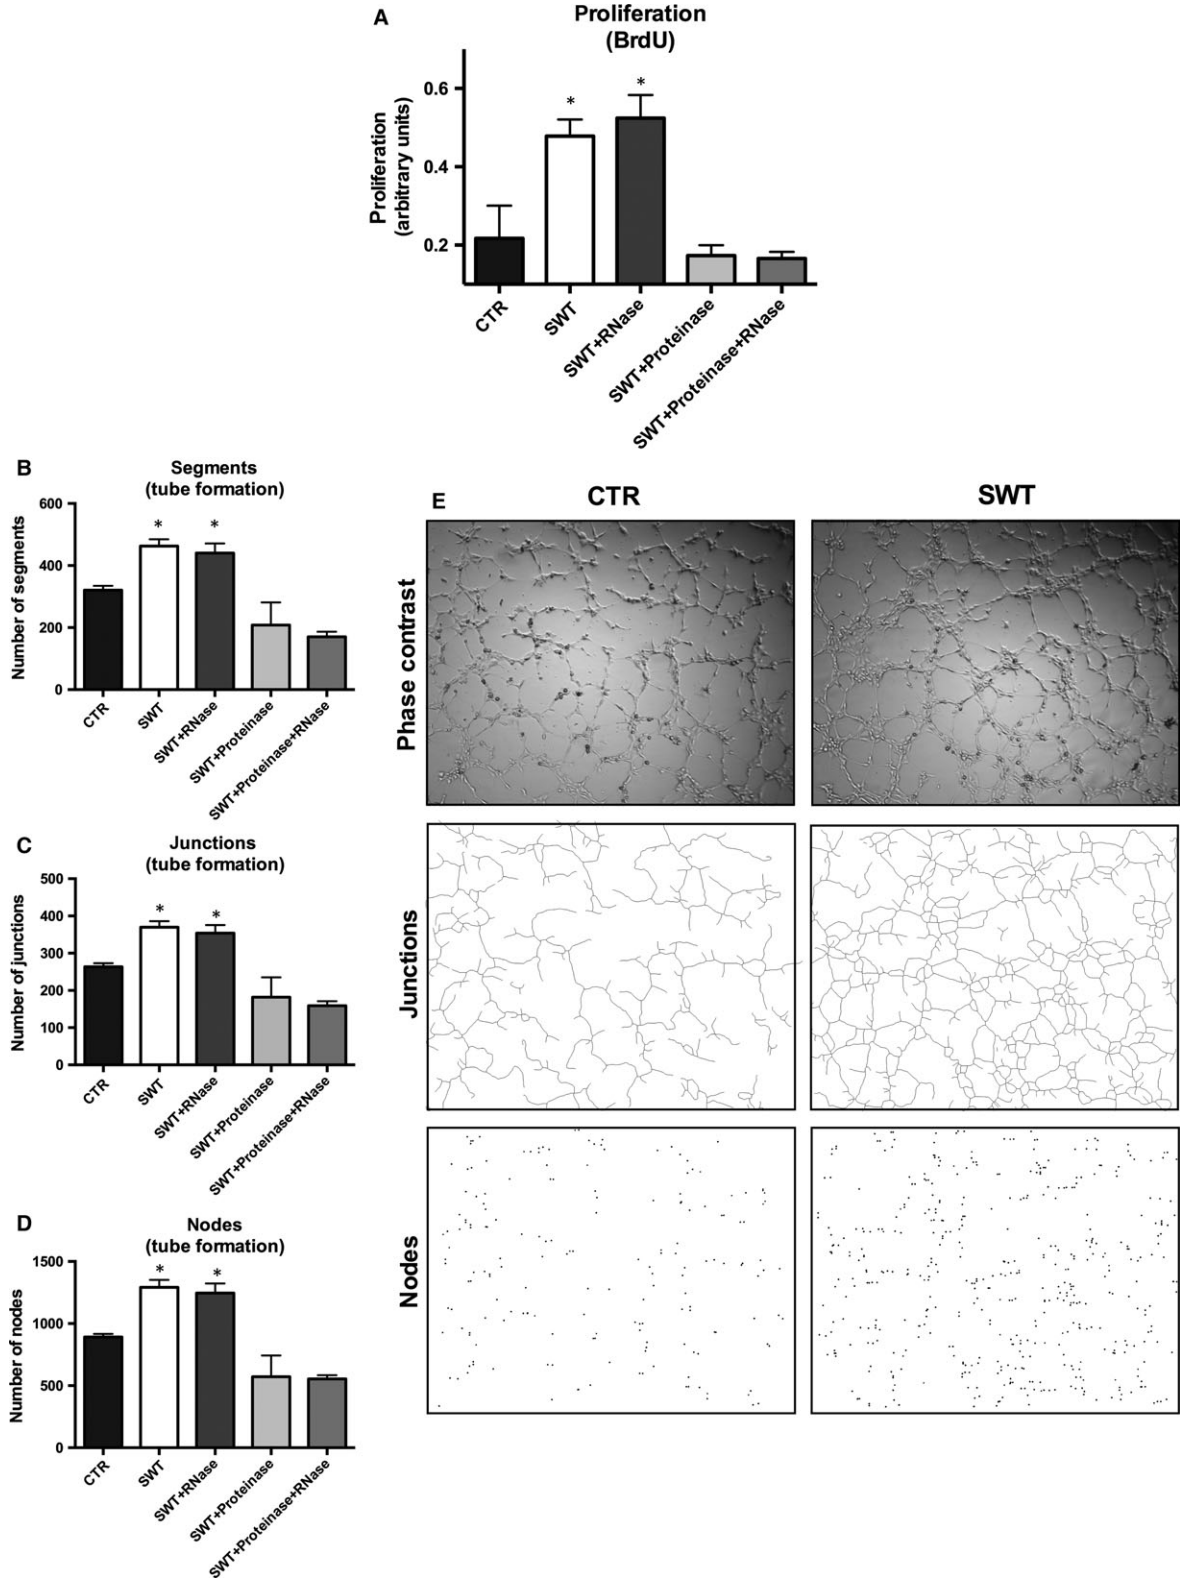 A
Proliferation
(BrdU)
Proliferation
(arbitrary units)
0.6
0.4
0.2
*
*
CTR
SWT
SWT+RNase
SWT+Proteinase
SWT+Proteinase+RNase
B
Segments
(tube formation)
Number of segments
600
400
200
0
*
*
CTR
SWT
SWT+RNase
SWT+Proteinase
SWT+Proteinase+RNase
C
Junctions
(tube formation)
Number of junctions
500
400
300
200
100
0
*
*
CTR
SWT
SWT+RNase
SWT+Proteinase
SWT+Proteinase+RNase
D
Nodes
(tube formation)
Number of nodes
1500
1000
500
0
*
*
CTR
SWT
SWT+RNase
SWT+Proteinase
SWT+Proteinase+RNase
E
CTR
SWT
Phase contrast
Junctions
Nodes